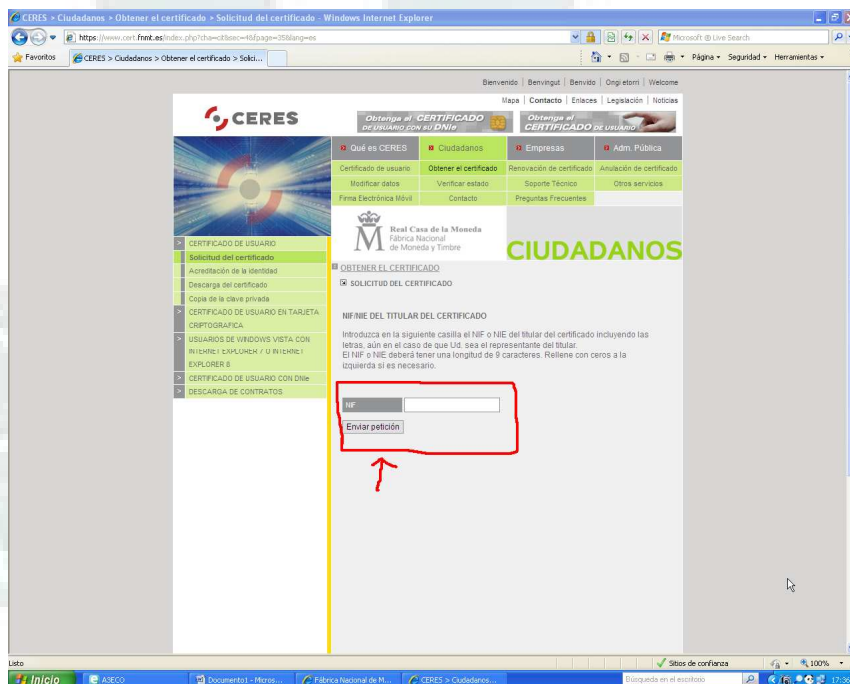 CERES > Ciudadanos > Obtener el certificado > Solicitud del certificado - Windows Internet Explorer
https://www.cert.fnmt.es/index.php?cha=cit&sec=4&page=35&lang=es
Microsoft ® Live Search
Favoritos
CERES > Ciudadanos > Obtener el certificado > Solici...
Página
Seguridad
Herramientas
Bienvenido | Benvingut | Benvido | Ongi etorri | Welcome
Mapa | Contacto | Enlaces | Legislación | Noticias
CERES
Obtenga el CERTIFICADO
DE USUARIO CON SU DNIe
Obtenga el
CERTIFICADO DE USUARIO
Qué es CERES
Ciudadanos
Empresas
Adm. Pública
Certificado de usuario
Obtener el certificado
Renovación de certificado
Anulación de certificado
Modificar datos
Verificar estado
Soporte Técnico
Otros servicios
Firma Electrónica Móvil
Contacto
Preguntas Frecuentes
Real Casa de la Moneda
Fábrica Nacional
de Moneda y Timbre
CIUDADANOS
CERTIFICADO DE USUARIO
Solicitud del certificado
Acreditación de la identidad
Descarga del certificado
Copia de la clave privada
CERTIFICADO DE USUARIO EN TARJETA
CRIPTOGRAFICA
USUARIOS DE WINDOWS VISTA CON
INTERNET EXPLORER 7 O INTERNET
EXPLORER 8
CERTIFICADO DE USUARIO CON DNIe
DESCARGA DE CONTRATOS
OBTENER EL CERTIFICADO
SOLICITUD DEL CERTIFICADO
NIF/NIE DEL TITULAR DEL CERTIFICADO
Introduzca en la siguiente casilla el NIF o NIE del titular del certificado incluyendo las
letras, aún en el caso de que Ud. sea el representante del titular.
El NIF o NIE deberá tener una longitud de 9 caracteres. Rellene con ceros a la
izquierda si es necesario.
NIF
Enviar petición
Listo
Sitios de confianza
100%
Inicio
ASECO
Documento1 - Micros...
Fábrica Nacional de M...
CERES > Ciudadanos...
Búsqueda en el escritorio
17:36